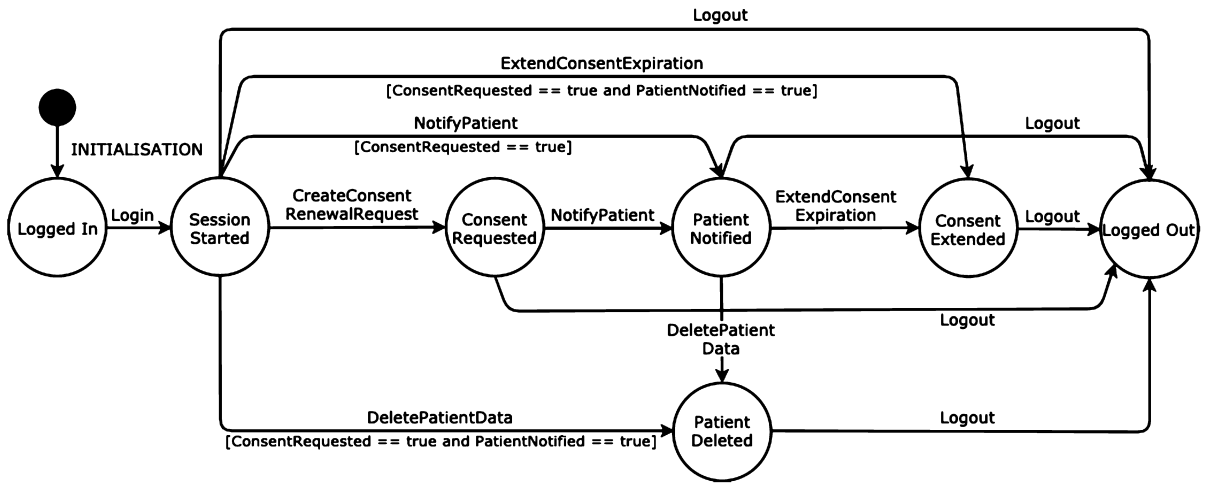 Logout
ExtendConsentExpiration
[ConsentRequested == true and PatientNotified == true]
NotifyPatient
Logout
[ConsentRequested == true]
INITIALISATION
Logged In
Login
Session
Started
CreateConsent
RenewalRequest
Consent
Requested
NotifyPatient
Patient
Notified
ExtendConsent
Expiration
Consent
Extended
Logout
Logged Out
Logout
DeletePatient
Data
DeletePatientData
[ConsentRequested == true and PatientNotified == true]
Patient
Deleted
Logout